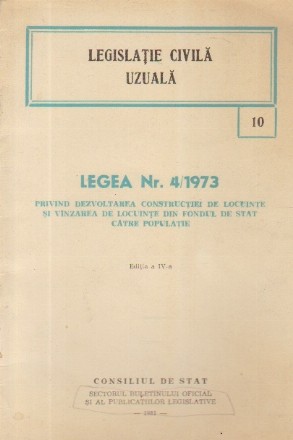 LEGISLAȚIE CIVILĂ
UZUALĂ
10
LEGEA Nr. 4/1973
PRIVIND DEZVOLTAREA CONSTRUCȚIEI DE LOCUINȚE
ȘI VÎNZAREA DE LOCUINȚE DIN FONDUL DE STAT
CĂTRE POPULAȚIE
Ediția a IV-a
CONSILIUL DE STAT
SECTORUL BULETINULUI OFICIAL
ȘI AL PUBLICAȚIILOR LEGISLATIVE